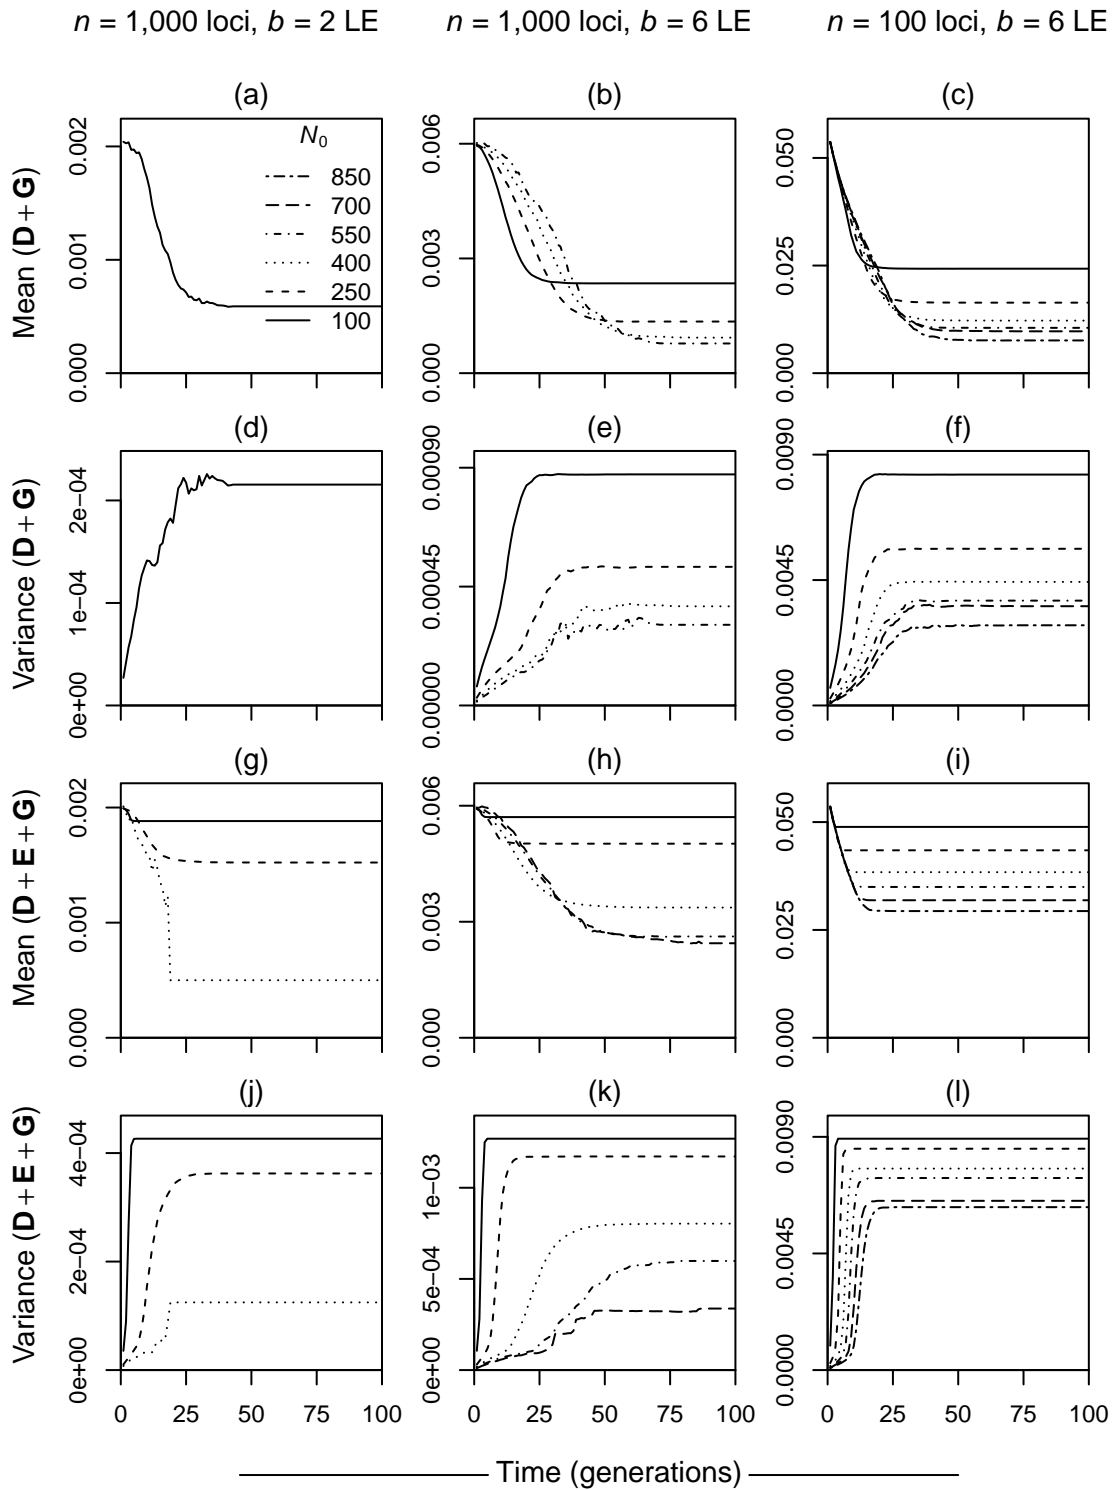 n = 1,000 loci, b = 2 LE n = 1,000 loci, b = 6 LE n = 100 loci, b = 6 LE
(a) (b) (c)
Mean (D + G)
0.000 0.001 0.002
N0
850
700
550
400
250
100
0.000 0.003 0.006
0.000 0.025 0.050
(d) (e) (f)
Variance (D + G)
0e+00 1e−04 2e−04
0.00000 0.00045 0.00090
0.0000 0.0045 0.0090
(g) (h) (i)
Mean (D + E + G)
0.000 0.001 0.002
0.000 0.003 0.006
0.000 0.025 0.050
(j) (k) (l)
Variance (D + E + G)
0e+00 2e−04 4e−04
0e+00 5e−04 1e−03
0.0000 0.0045 0.0090
0 25 50 75 100 0 25 50 75 100 0 25 50 75 100
Time (generations)